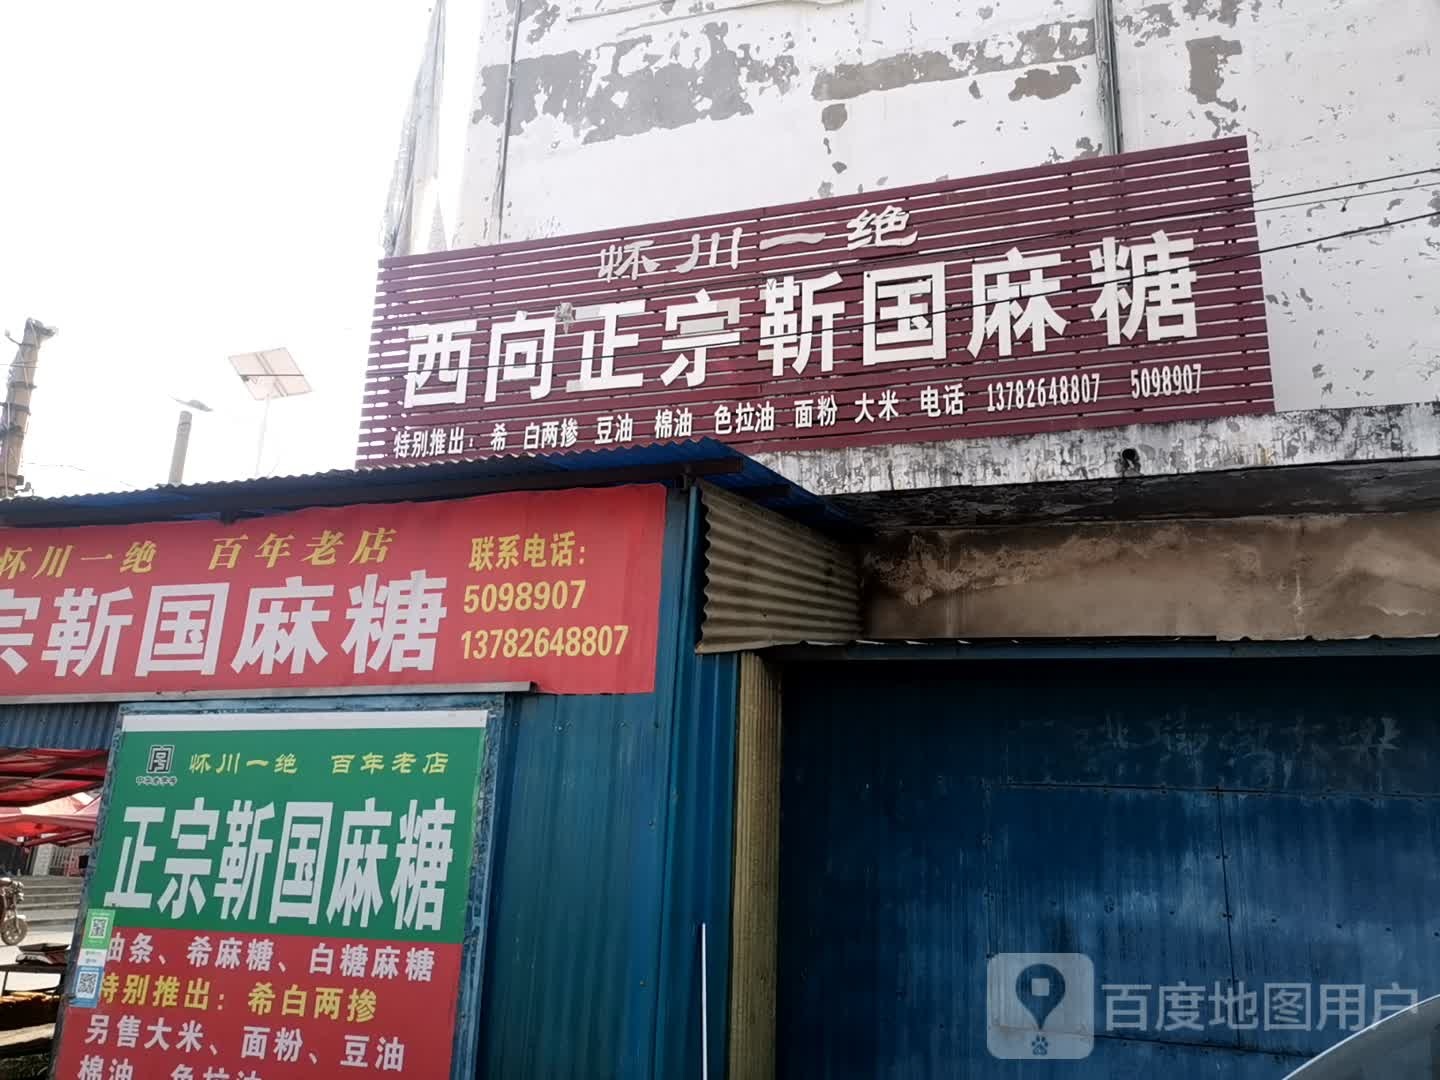 怀川一绝
西向正宗靳国麻糖
特别推出：希 白两掺 豆油 棉油 色拉油 面粉 大米 电话 13782648807 5098907
怀川一绝 百年老店
宗靳国麻糖
联系电话：
5098907
13782648807
怀川一绝 百年老店
正宗靳国麻糖
油条、希麻糖、白糖麻糖
特别推出：希白两掺
另售大米、面粉、豆油
棉油、色拉油
百度地图用户